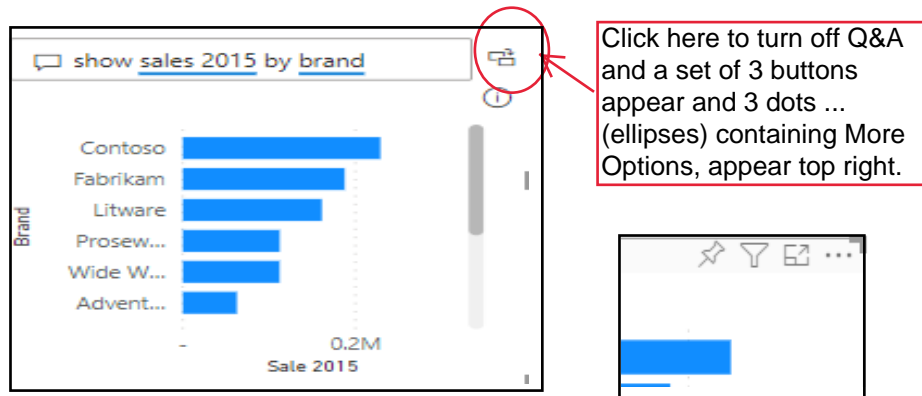 show sales 2015 by brand
Contoso
Fabrikam
Litware
Prosew...
Wide W...
Advent...
Brand
-
0.2M
Sale 2015
Click here to turn off Q&A
and a set of 3 buttons
appear and 3 dots ...
(ellipses) containing More
Options, appear top right.